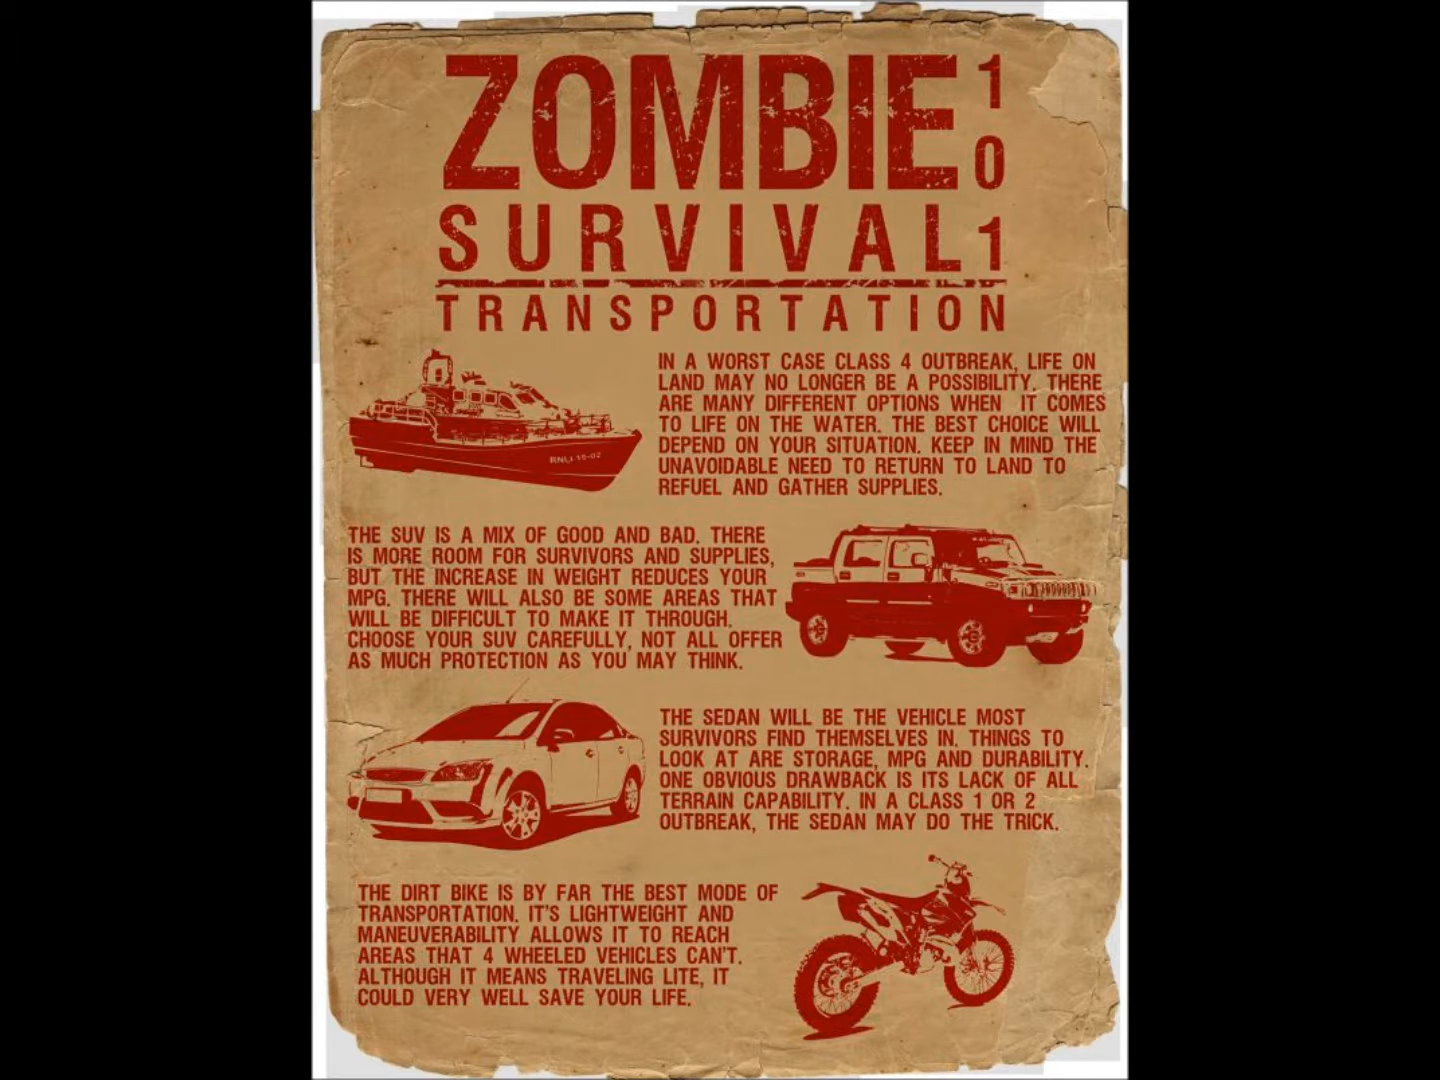 ZOMBIE 101
SURVIVAL
TRANSPORTATION
IN A WORST CASE CLASS 4 OUTBREAK, LIFE ON
LAND MAY NO LONGER BE A POSSIBILITY. THERE
ARE MANY DIFFERENT OPTIONS WHEN IT COMES
TO LIFE ON THE WATER. THE BEST CHOICE WILL
DEPEND ON YOUR SITUATION. KEEP IN MIND THE
UNAVOIDABLE NEED TO RETURN TO LAND TO
REFUEL AND GATHER SUPPLIES.
RNLI 16-02
THE SUV IS A MIX OF GOOD AND BAD. THERE
IS MORE ROOM FOR SURVIVORS AND SUPPLIES,
BUT THE INCREASE IN WEIGHT REDUCES YOUR
MPG. THERE WILL ALSO BE SOME AREAS THAT
WILL BE DIFFICULT TO MAKE IT THROUGH.
CHOOSE YOUR SUV CAREFULLY, NOT ALL OFFER
AS MUCH PROTECTION AS YOU MAY THINK.
THE SEDAN WILL BE THE VEHICLE MOST
SURVIVORS FIND THEMSELVES IN. THINGS TO
LOOK AT ARE STORAGE, MPG AND DURABILITY.
ONE OBVIOUS DRAWBACK IS ITS LACK OF ALL
TERRAIN CAPABILITY. IN A CLASS 1 OR 2
OUTBREAK, THE SEDAN MAY DO THE TRICK.
THE DIRT BIKE IS BY FAR THE BEST MODE OF
TRANSPORTATION. IT'S LIGHTWEIGHT AND
MANEUVERABILITY ALLOWS IT TO REACH
AREAS THAT 4 WHEELED VEHICLES CAN'T.
ALTHOUGH IT MEANS TRAVELING LITE, IT
COULD VERY WELL SAVE YOUR LIFE.